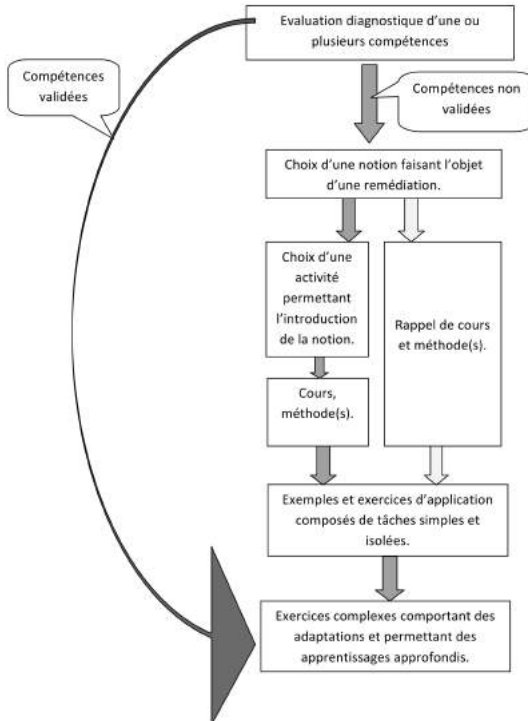 Evaluation diagnostique d'une ou
plusieurs compétences
Compétences
validées
Compétences non
validées
Choix d'une notion faisant l'objet
d'une remédiation.
Choix d'une
activité
permettant
l'introduction
de la notion.
Rappel de cours
et méthode(s).
Cours,
méthode(s).
Exemples et exercices d'application
composés de tâches simples et
isolées.
Exercices complexes comportant des
adaptations et permettant des
apprentissages approfondis.